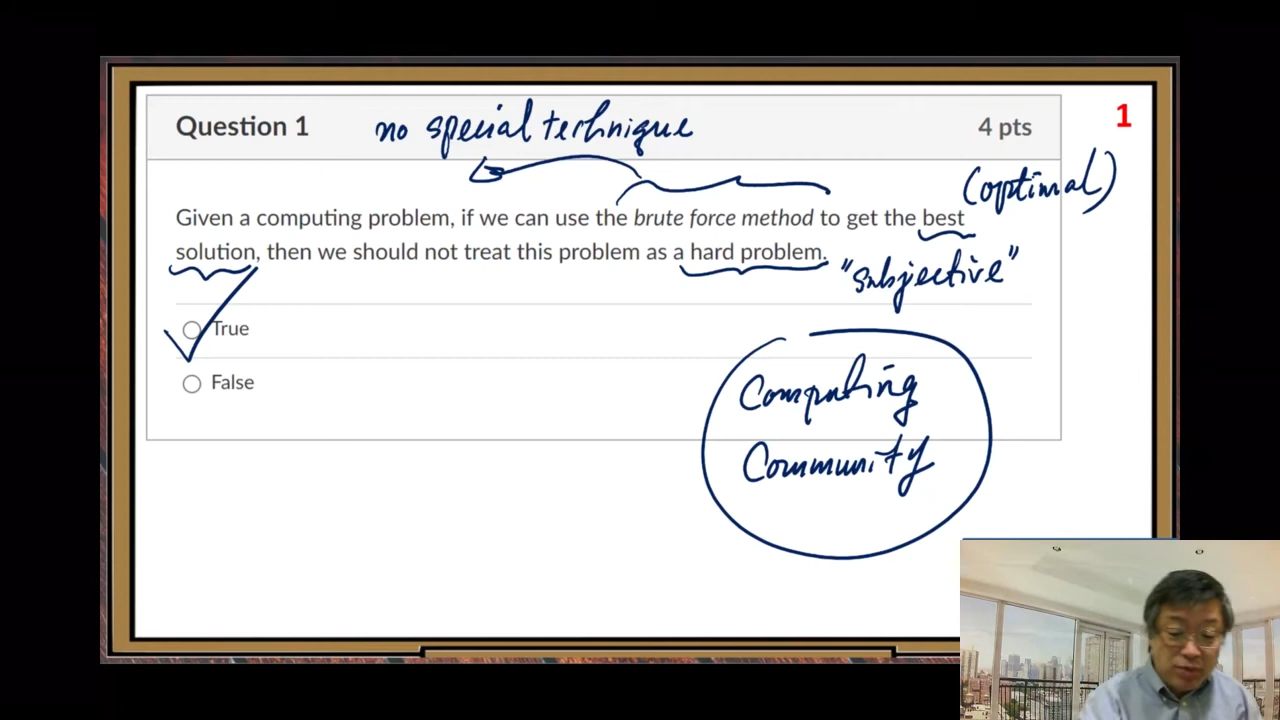 Question 1
no special technique
4 pts
1
(optimal)
Given a computing problem, if we can use the brute force method to get the best
solution, then we should not treat this problem as a hard problem.
"subjective"
True
False
Computing
Community